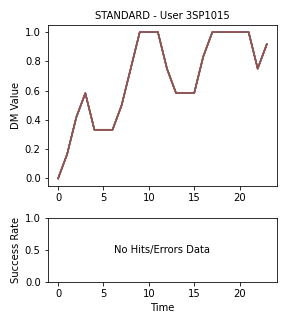 STANDARD - User 3SP1015
DM Value
1.0
0.8
0.6
0.4
0.2
0.0
0 5 10 15 20
Success Rate
1.0
0.5
0.0
No Hits/Errors Data
0 5 10 15 20
Time